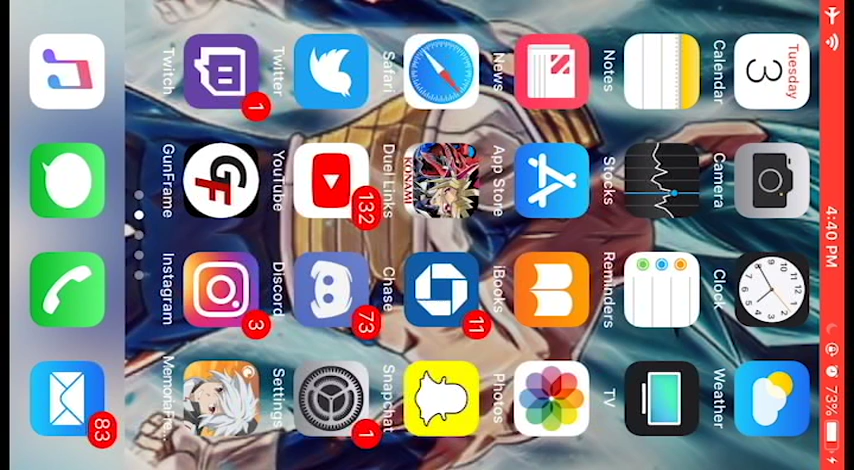 4:40 PM 73%
Tuesday
3
Calendar Camera Clock Weather
Notes Stocks Reminders TV
News App Store iBooks Photos
11
KONAMI
Safari Duel Links Chase Snapchat
132 73 1
Twitter YouTube Discord Settings
1 3
GF
Twitch GunFrame Instagram MemoriaFre...
83